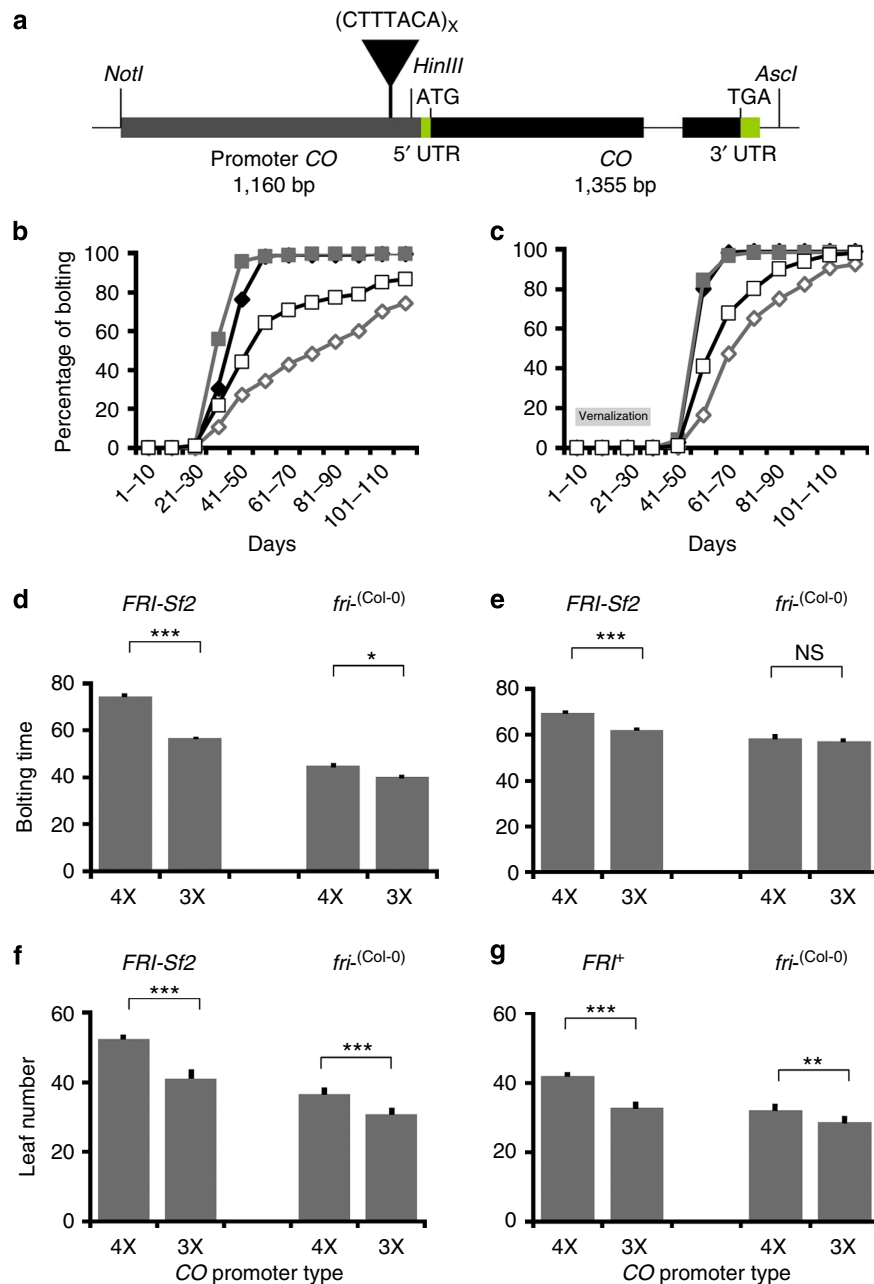 a
(CTTTACA)X
NotI
HinIII
AscI
ATG
TGA
Promoter CO
5′ UTR
CO
3′ UTR
1,160 bp
1,355 bp
b
c
Percentage of bolting
100
80
60
40
20
0
1–10
21–30
41–50
61–70
81–90
101–110
Days
100
80
60
40
20
0
Vernalization
1–10
21–30
41–50
61–70
81–90
101–110
Days
d
FRI-Sf2
fri-(Col-0)
***
*
Bolting time
80
60
40
20
0
4X 3X 4X 3X
e
FRI-Sf2
fri-(Col-0)
***
NS
80
60
40
20
0
4X 3X 4X 3X
f
FRI-Sf2
fri-(Col-0)
***
***
Leaf number
60
40
20
0
4X 3X 4X 3X
CO promoter type
g
FRI+
fri-(Col-0)
***
**
60
40
20
0
4X 3X 4X 3X
CO promoter type